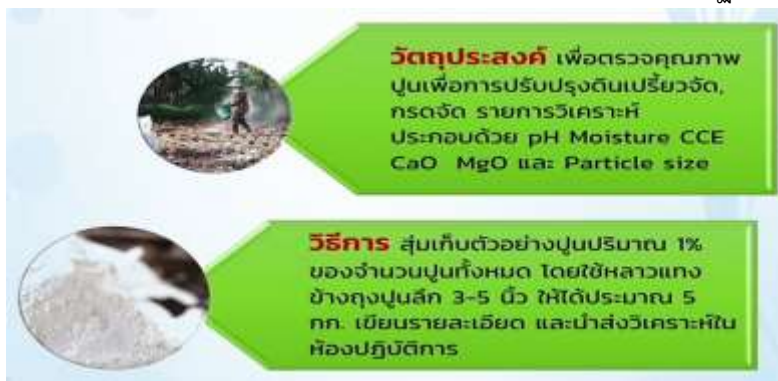 วัตถุประสงค์ เพื่อตรวจคุณภาพ
ปูนเพื่อการปรับปรุงดินเปรี้ยวจัด,
กรดจัด รายการวิเคราะห์
ประกอบด้วย pH Moisture CCE
CaO MgO และ Particle size
วิธีการ สุ่มเก็บตัวอย่างปูนปริมาณ 1%
ของจำนวนปูนทั้งหมด โดยใช้หลาวแทง
ข้างถุงปูนลึก 3-5 นิ้ว ให้ได้ประมาณ 5
กก. เขียนรายละเอียด และนำส่งวิเคราะห์ใน
ห้องปฏิบัติการ